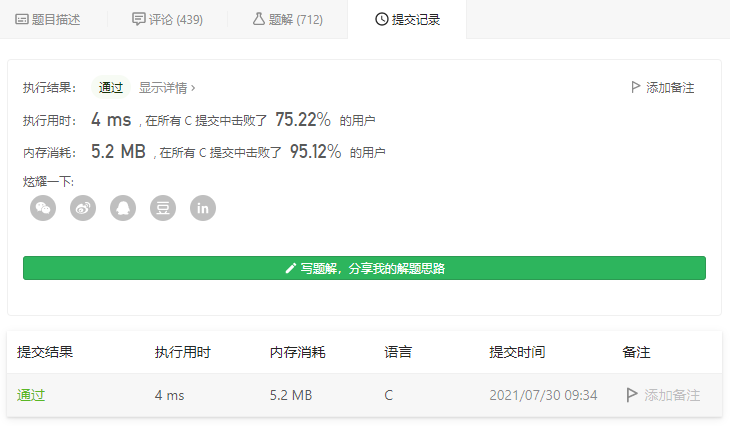 题目描述 评论 (439) 题解 (712) 提交记录
执行结果： 通过 显示详情 › 添加备注
执行用时： 4 ms , 在所有 C 提交中击败了 75.22% 的用户
内存消耗： 5.2 MB , 在所有 C 提交中击败了 95.12% 的用户
炫耀一下:
豆 in
写题解，分享我的解题思路
提交结果 执行用时 内存消耗 语言 提交时间 备注
通过 4 ms 5.2 MB C 2021/07/30 09:34 添加备注